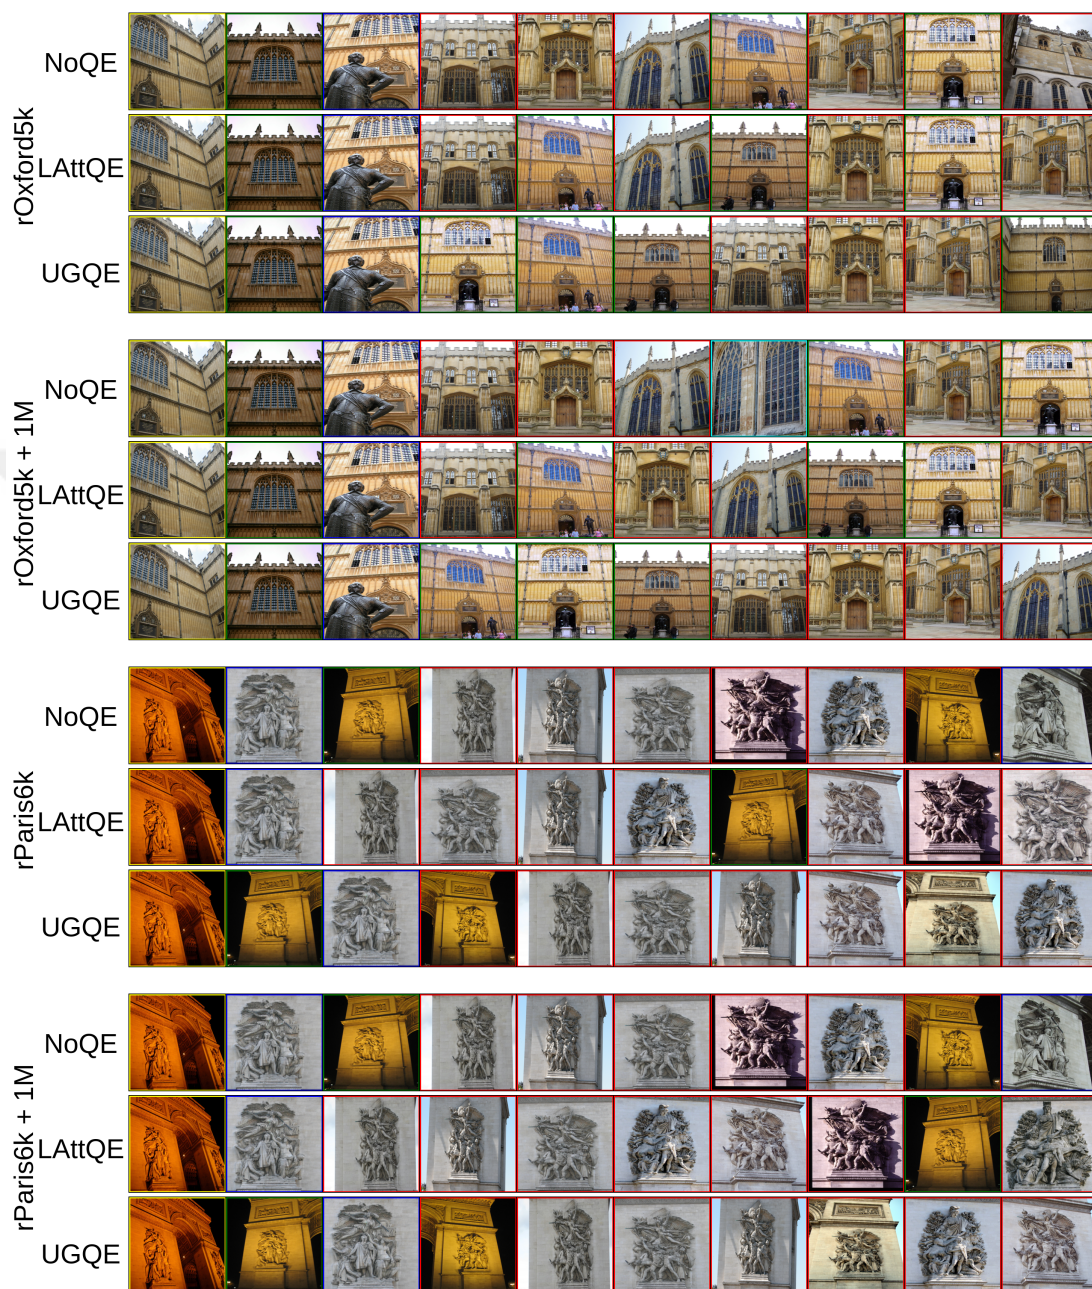 rOxford5k
NoQE
LAttQE
UGQE
rOxford5k + 1M
NoQE
LAttQE
UGQE
rParis6k
NoQE
LAttQE
UGQE
rParis6k + 1M
NoQE
LAttQE
UGQE